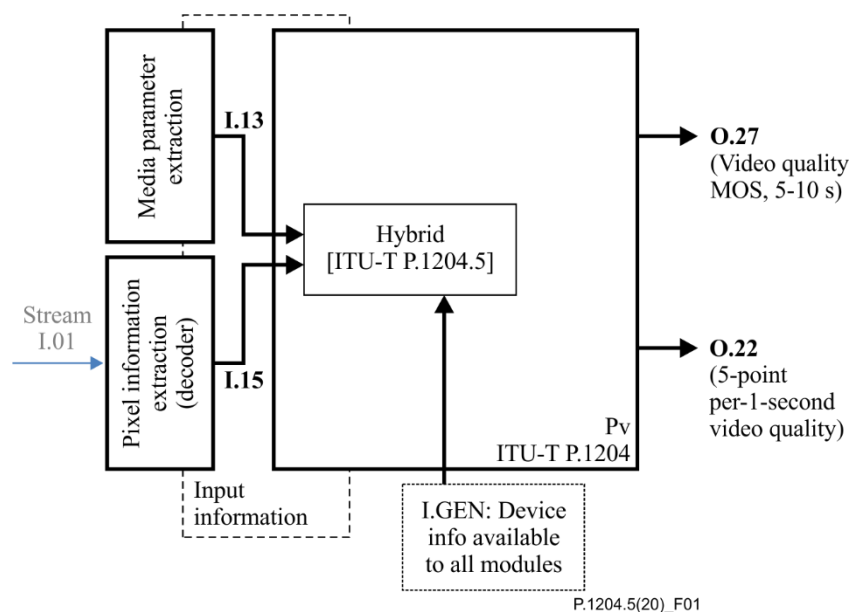 Media parameter
extraction
I.13
O.27
(Video quality
MOS, 5-10 s)
Hybrid
[ITU-T P.1204.5]
Stream
I.01
Pixel information
extraction
(decoder)
I.15
O.22
(5-point
per-1-second
video quality)
Pv
ITU-T P.1204
Input
information
I.GEN: Device
info available
to all modules
P.1204.5(20)_F01